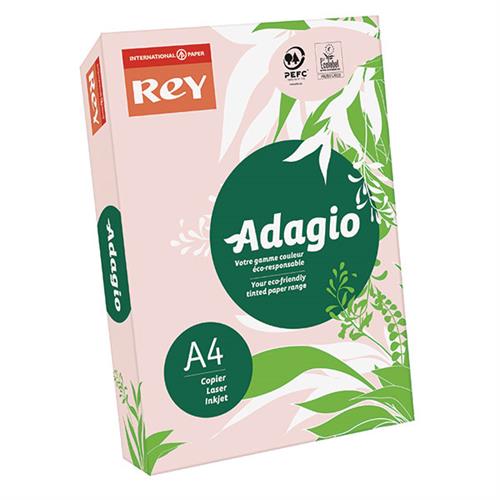 INTERNATIONAL PAPER
REY
PEFC
Ecolabel
Adagio
Votre gamme couleur
éco-responsable
Your eco-friendly
tinted paper range
A4
Copier
Laser
Inkjet
Adagio